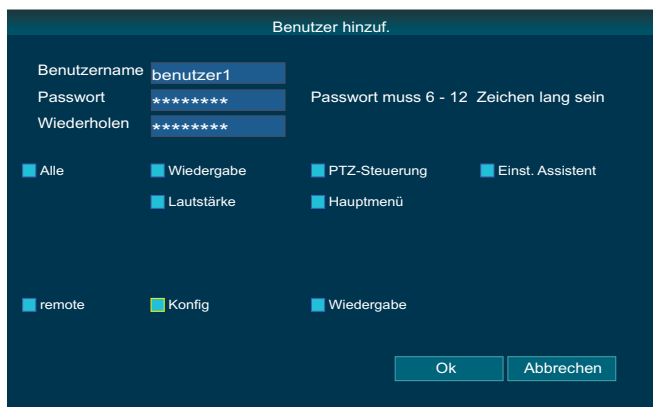 Benutzer hinzuf.
Benutzername benutzer1
Passwort ******** Passwort muss 6 - 12 Zeichen lang sein
Wiederholen ********
Alle Wiedergabe PTZ-Steuerung Einst. Assistent
Lautstärke Hauptmenü
remote Konfig Wiedergabe
Ok Abbrechen